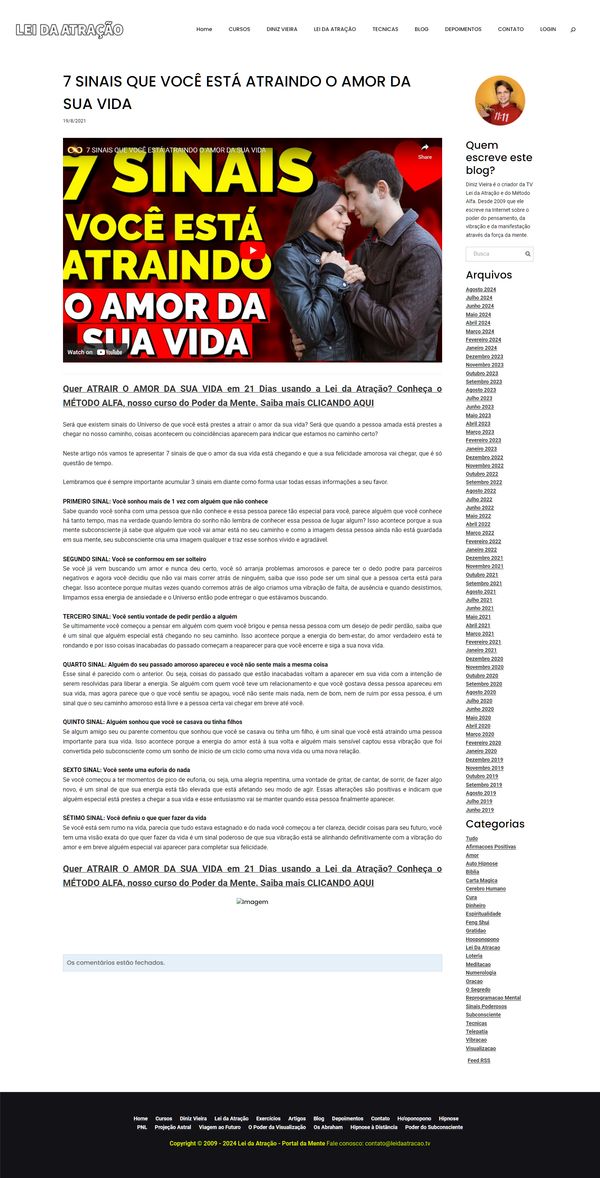 LEI DA ATRAÇÃO
Home CURSOS DINIZ VIEIRA LEI DA ATRAÇÃO TECNICAS BLOG DEPOIMENTOS CONTATO LOGIN
7 SINAIS QUE VOCÊ ESTÁ ATRAINDO O AMOR DA
SUA VIDA
19/8/2021
7 SINAIS QUE VOCÊ ESTÁ ATRAINDO O AMOR DA SUA VIDA
Share
7 SINAIS
VOCÊ ESTÁ
ATRAINDO
O AMOR DA
SUA VIDA
Watch on YouTube
Quer ATRAIR O AMOR DA SUA VIDA em 21 Dias usando a Lei da Atração? Conheça o
MÉTODO ALFA, nosso curso do Poder da Mente. Saiba mais CLICANDO AQUI
Será que existem sinais do Universo de que você está prestes a atrair o amor da sua vida? Será que quando a pessoa amada está prestes a
chegar no nosso caminho, coisas acontecem ou coincidências aparecem para indicar que estamos no caminho certo?
Neste artigo nós vamos te apresentar 7 sinais de que o amor da sua vida está chegando e que a sua felicidade amorosa vai chegar, que é só
questão de tempo.
Lembramos que é sempre importante acumular 3 sinais em diante como forma usar todas essas informações a seu favor.
PRIMEIRO SINAL: Você sonhou mais de 1 vez com alguém que não conhece
Sabe quando você sonha com uma pessoa que não conhece e essa pessoa parece tão especial para você, parece alguém que você conhece
há tanto tempo, mas na verdade quando lembra do sonho não lembra de conhecer essa pessoa de lugar algum? Isso acontece porque a sua
mente subconsciente já sabe que alguém que você vai amar está no seu caminho e como a imagem dessa pessoa ainda não está guardada
em sua mente, seu subconsciente cria uma imagem qualquer e traz esse sonho vívido e agradável.
SEGUNDO SINAL: Você se conformou em ser solteiro
Se você já vem buscando um amor e nunca deu certo, você só arranja problemas amorosos e parece ter o dedo podre para parceiros
negativos e agora você decidiu que não vai mais correr atrás de ninguém, saiba que isso pode ser um sinal que a pessoa certa está para
chegar. Isso acontece porque muitas vezes quando corremos atrás de algo criamos uma vibração de falta, de ausência e quando desistimos,
limpamos essa energia de ansiedade e o Universo então pode entregar o que estávamos buscando.
TERCEIRO SINAL: Você sentiu vontade de pedir perdão a alguém
Se ultimamente você começou a pensar em alguém com quem você brigou e pensa nessa pessoa com um desejo de pedir perdão, saiba que
é um sinal que alguém especial está chegando no seu caminho. Isso acontece porque a energia do bem-estar, do amor verdadeiro está te
rondando e por isso coisas inacabadas do passado começam a reaparecer para que você encerre e siga a sua nova vida.
QUARTO SINAL: Alguém do seu passado amoroso apareceu e você não sente mais a mesma coisa
Esse sinal é parecido com o anterior. Ou seja, coisas do passado que estão inacabadas voltam a aparecer em sua vida com a intenção de
serem resolvidas para liberar a energia. Se alguém com quem você teve um relacionamento e que você gostava dessa pessoa apareceu em
sua vida, mas agora parece que o que você sentiu se apagou, você não sente mais nada, nem de bom, nem de ruim por essa pessoa, é um
sinal que o seu caminho amoroso está livre e a pessoa certa vai chegar em breve até você.
QUINTO SINAL: Alguém sonhou que você se casava ou tinha filhos
Se algum amigo seu ou parente comentou que sonhou que você se casava ou tinha um filho, é um sinal que você está atraindo uma pessoa
importante para sua vida. Isso acontece porque a energia do amor está à sua volta e alguém mais sensível captou essa vibração que foi
convertida pelo subconsciente como um sonho de início de um ciclo como uma nova vida ou uma nova relação.
SEXTO SINAL: Você sente uma euforia do nada
Se você começou a ter momentos de pico de euforia, ou seja, uma alegria repentina, uma vontade de gritar, de cantar, de sorrir, de fazer algo
novo, é um sinal de que sua energia está tão elevada que está afetando seu modo de agir. Essas alterações são positivas e indicam que
alguém especial está prestes a chegar a sua vida e esse entusiasmo vai se manter quando essa pessoa finalmente aparecer.
SÉTIMO SINAL: Você definiu o que quer fazer da vida
Se você está sem rumo na vida, parecia que tudo estava estagnado e do nada você começou a ter clareza, decidir coisas para seu futuro, você
tem uma visão exata do que quer fazer da vida é um sinal poderoso de que sua vibração está se alinhando definitivamente com a vibração do
amor e em breve alguém especial vai aparecer para completar sua felicidade.
Quer ATRAIR O AMOR DA SUA VIDA em 21 Dias usando a Lei da Atração? Conheça o
MÉTODO ALFA, nosso curso do Poder da Mente. Saiba mais CLICANDO AQUI
Imagem
Os comentários estão fechados.
11:11
Quem
escreve este
blog?
Diniz Vieira é o criador da TV
Lei da Atração e do Método
Alfa. Desde 2009 que ele
escreve na Internet sobre o
poder do pensamento, da
vibração e da manifestação
através da força da mente.
Busca
Arquivos
Agosto 2024
Julho 2024
Junho 2024
Maio 2024
Abril 2024
Março 2024
Fevereiro 2024
Janeiro 2024
Dezembro 2023
Novembro 2023
Outubro 2023
Setembro 2023
Agosto 2023
Julho 2023
Junho 2023
Maio 2023
Abril 2023
Março 2023
Fevereiro 2023
Janeiro 2023
Dezembro 2022
Novembro 2022
Outubro 2022
Setembro 2022
Agosto 2022
Julho 2022
Junho 2022
Maio 2022
Abril 2022
Março 2022
Fevereiro 2022
Janeiro 2022
Dezembro 2021
Novembro 2021
Outubro 2021
Setembro 2021
Agosto 2021
Julho 2021
Junho 2021
Maio 2021
Abril 2021
Março 2021
Fevereiro 2021
Janeiro 2021
Dezembro 2020
Novembro 2020
Outubro 2020
Setembro 2020
Agosto 2020
Julho 2020
Junho 2020
Maio 2020
Abril 2020
Março 2020
Fevereiro 2020
Janeiro 2020
Dezembro 2019
Novembro 2019
Outubro 2019
Setembro 2019
Agosto 2019
Julho 2019
Junho 2019
Categorias
Tudo
Afirmacoes Positivas
Amor
Auto Hipnose
Biblia
Carta Magica
Cerebro Humano
Cura
Dinheiro
Espiritualidade
Feng Shui
Gratidao
Hooponopono
Lei Da Atracao
Loteria
Meditacao
Numerologia
Oracao
O Segredo
Reprogramacao Mental
Sinais Poderosos
Subconsciente
Tecnicas
Telepatia
Vibracao
Visualizacao
Feed RSS
Home Cursos Diniz Vieira Lei da Atração Exercícios Artigos Blog Depoimentos Contato Ho'oponopono Hipnose
PNL Projeção Astral Viagem ao Futuro O Poder da Visualização Os Abraham Hipnose à Distância Poder do Subconsciente
Copyright © 2009 - 2024 Lei da Atração - Portal da Mente Fale conosco: contato@leidaatracao.tv